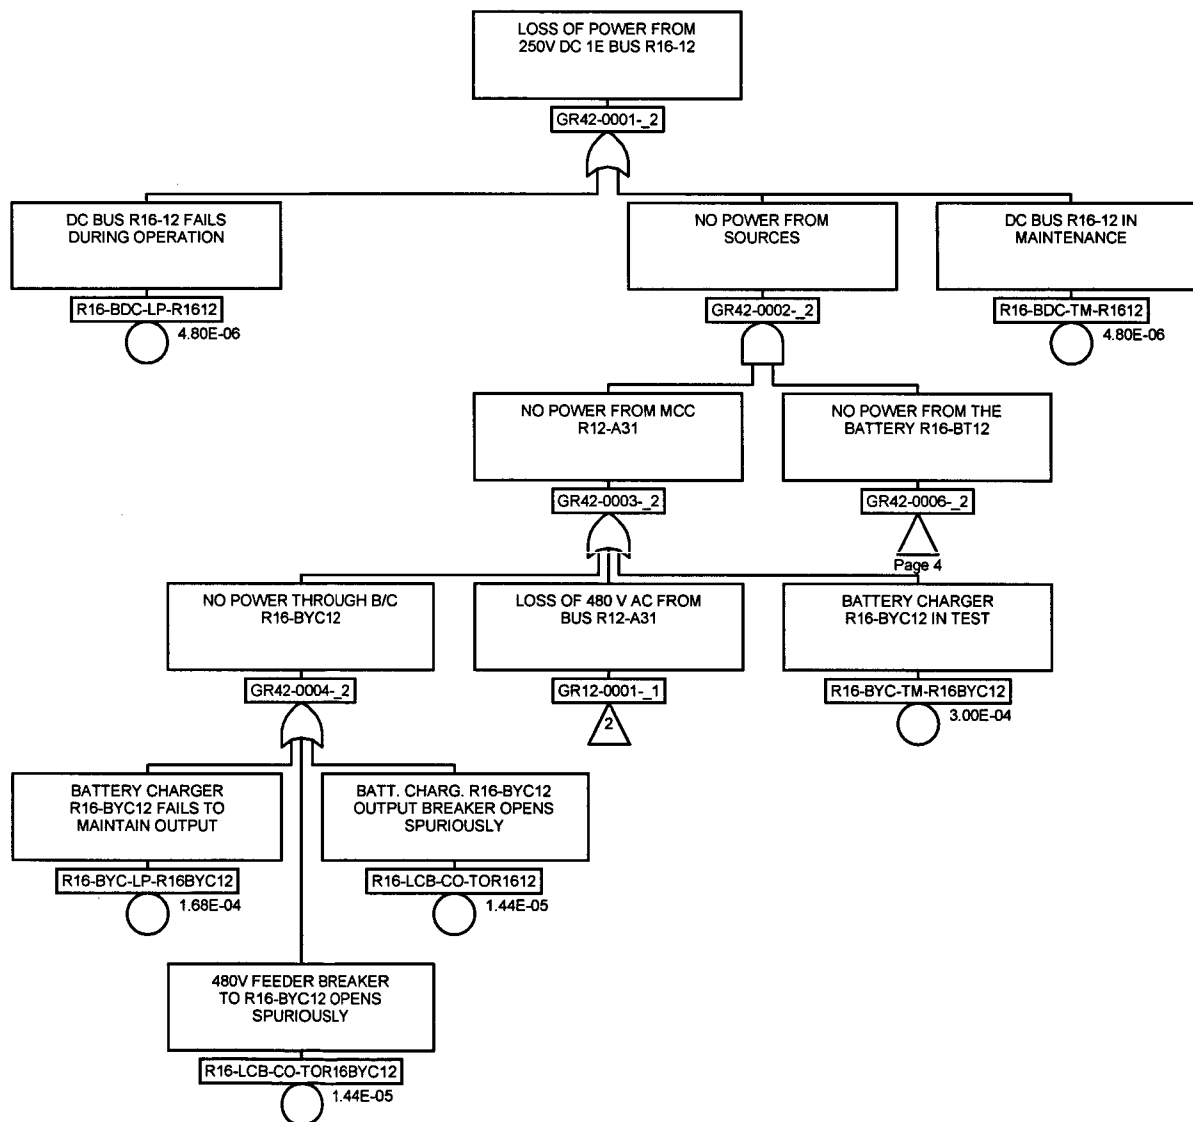 LOSS OF POWER FROM
250V DC 1E BUS R16-12
GR42-0001-_2
DC BUS R16-12 FAILS
DURING OPERATION
R16-BDC-LP-R1612
4.80E-06
NO POWER FROM
SOURCES
GR42-0002-_2
DC BUS R16-12 IN
MAINTENANCE
R16-BDC-TM-R1612
4.80E-06
NO POWER FROM MCC
R12-A31
GR42-0003-_2
NO POWER FROM THE
BATTERY R16-BT12
GR42-0006-_2
Page 4
NO POWER THROUGH B/C
R16-BYC12
GR42-0004-_2
LOSS OF 480 V AC FROM
BUS R12-A31
GR12-0001-_1
2
BATTERY CHARGER
R16-BYC12 IN TEST
R16-BYC-TM-R16BYC12
3.00E-04
BATTERY CHARGER
R16-BYC12 FAILS TO
MAINTAIN OUTPUT
R16-BYC-LP-R16BYC12
1.68E-04
BATT. CHARG. R16-BYC12
OUTPUT BREAKER OPENS
SPURIOUSLY
R16-LCB-CO-TOR1612
1.44E-05
480V FEEDER BREAKER
TO R16-BYC12 OPENS
SPURIOUSLY
R16-LCB-CO-TOR16BYC12
1.44E-05